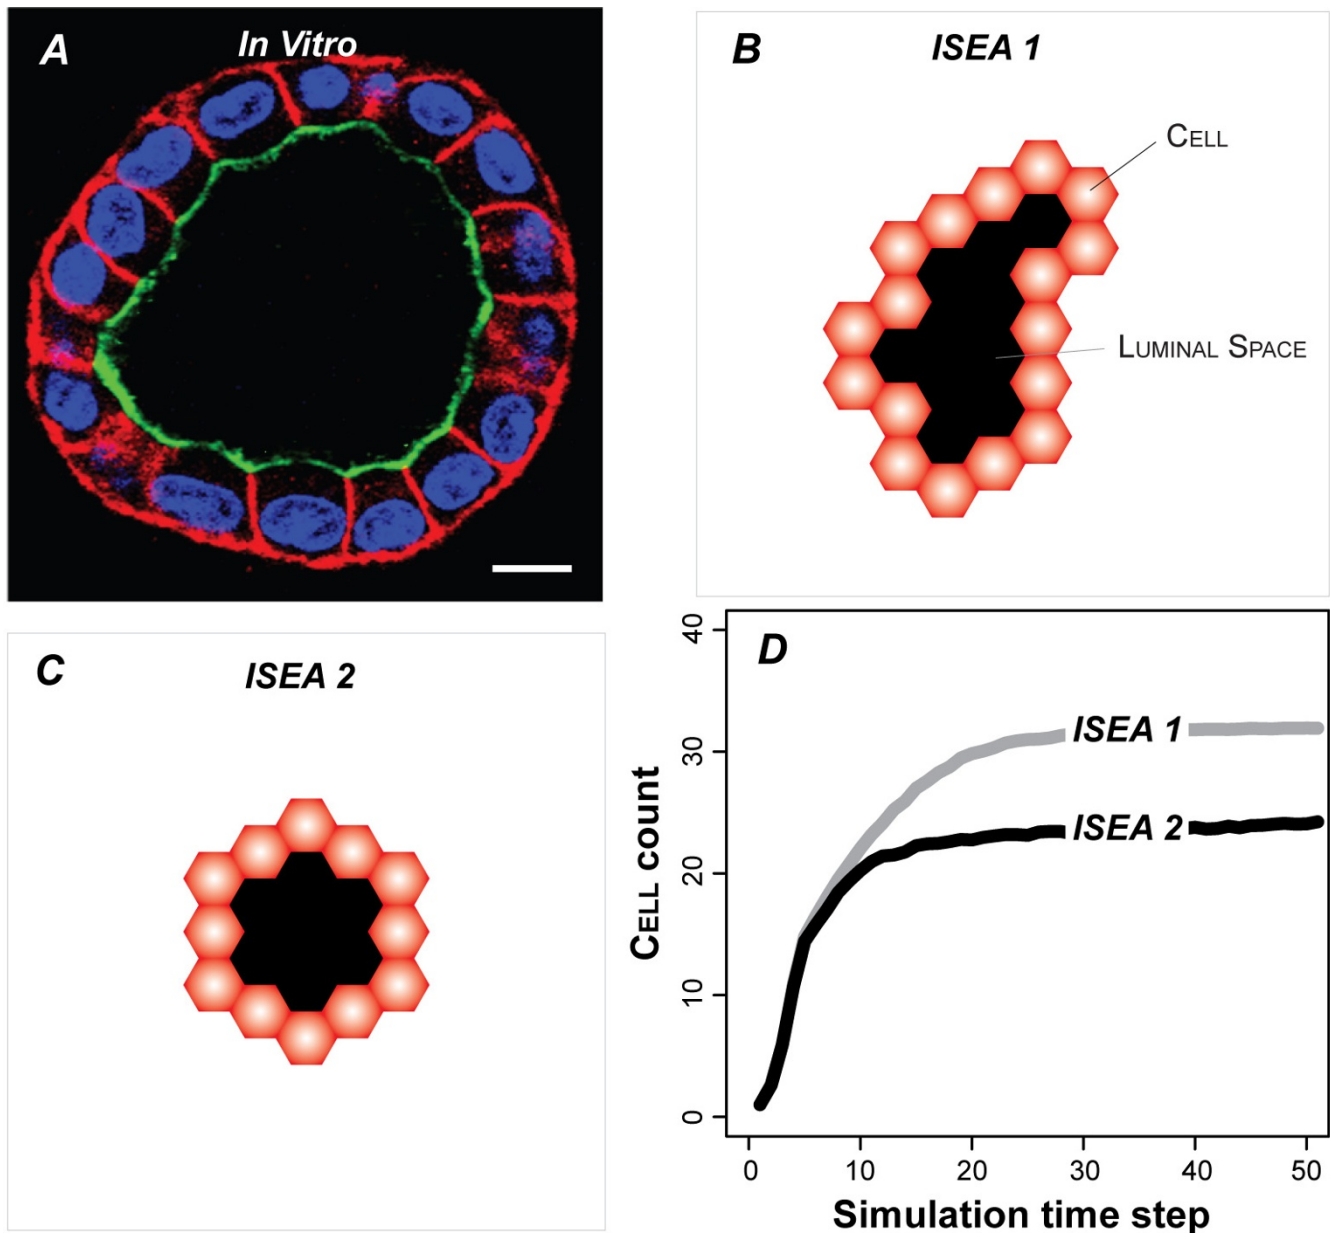 A
In Vitro
B
ISEA 1
CELL
LUMINAL SPACE
C
ISEA 2
D
40
30
20
10
0
CELL count
ISEA 1
ISEA 2
0 10 20 30 40 50
Simulation time step